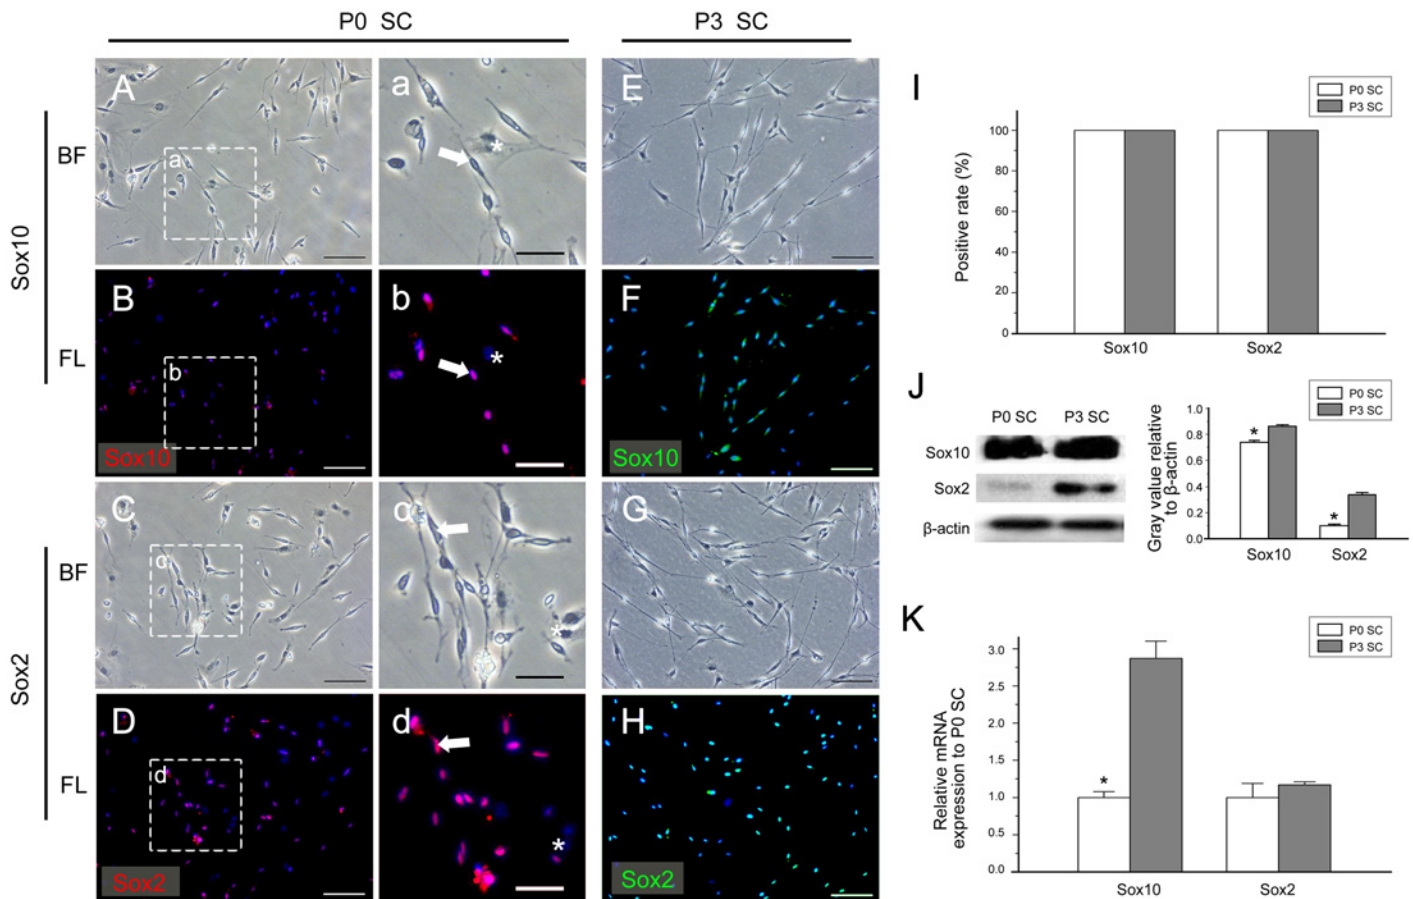 P0 SC
P3 SC
Sox10
BF
FL
Sox2
BF
FL
A
a
a
E
B
b
b
*
*
F
Sox10
Sox10
C
c
c
*
G
D
d
d
*
H
Sox2
Sox2
I
P0 SC
P3 SC
Positive rate (%)
100
80
60
40
20
0
Sox10
Sox2
J
P0 SC
P3 SC
Sox10
Sox2
β-actin
P0 SC
P3 SC
Gray value relative
to β-actin
1.0
0.8
0.6
0.4
0.2
0.0
*
*
Sox10
Sox2
K
P0 SC
P3 SC
Relative mRNA
expression to P0 SC
3.0
2.5
2.0
1.5
1.0
0.5
0.0
*
Sox10
Sox2